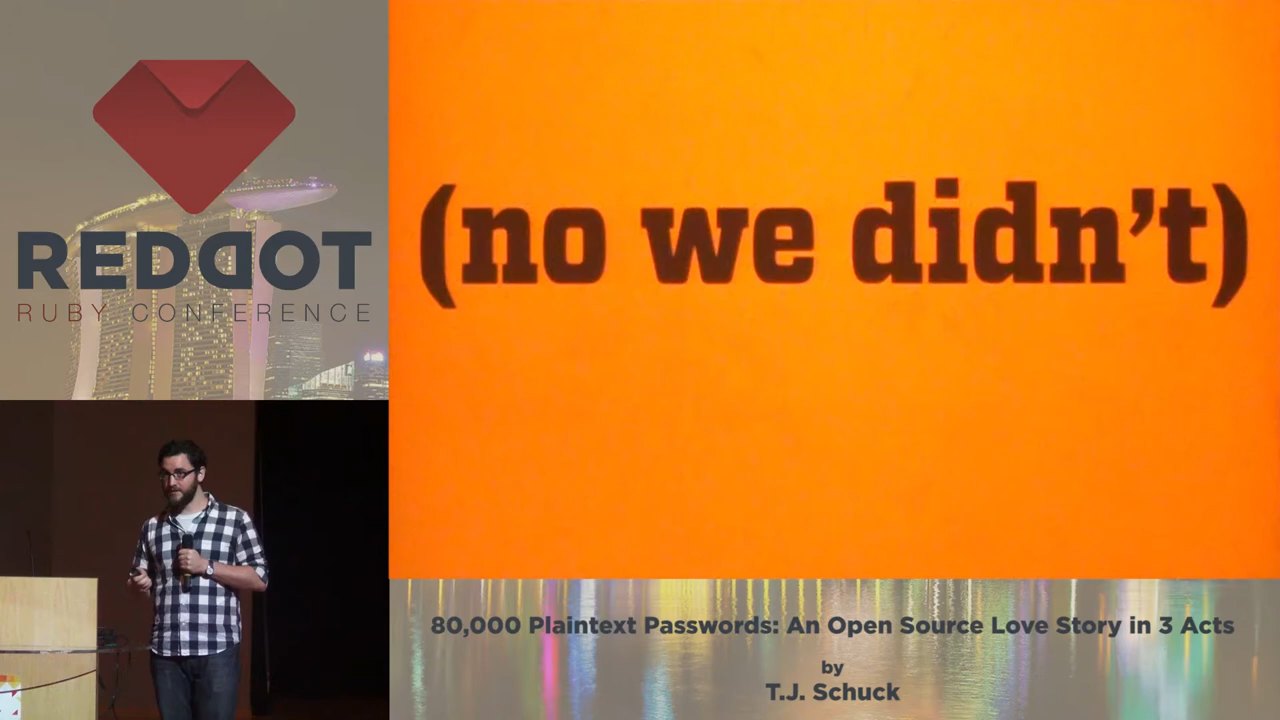 REDDOT
RUBY CONFERENCE
(no we didn't)
80,000 Plaintext Passwords: An Open Source Love Story in 3 Acts
by
T.J. Schuck